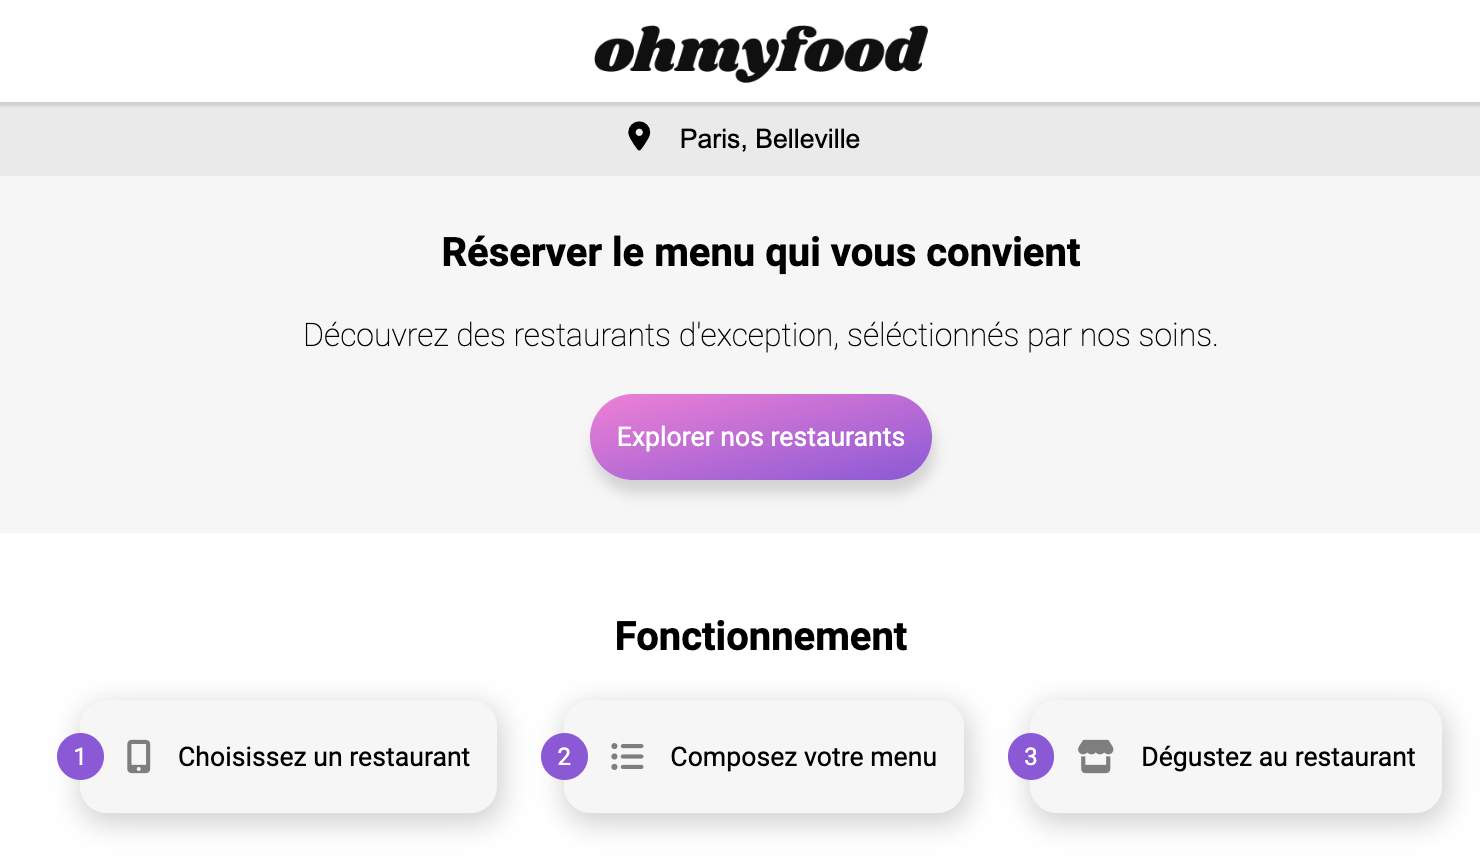 ohmyfood
Paris, Belleville
Réserver le menu qui vous convient
Découvrez des restaurants d'exception, séléctionnés par nos soins.
Explorer nos restaurants
Fonctionnement
1 Choisissez un restaurant
2 Composez votre menu
3 Dégustez au restaurant